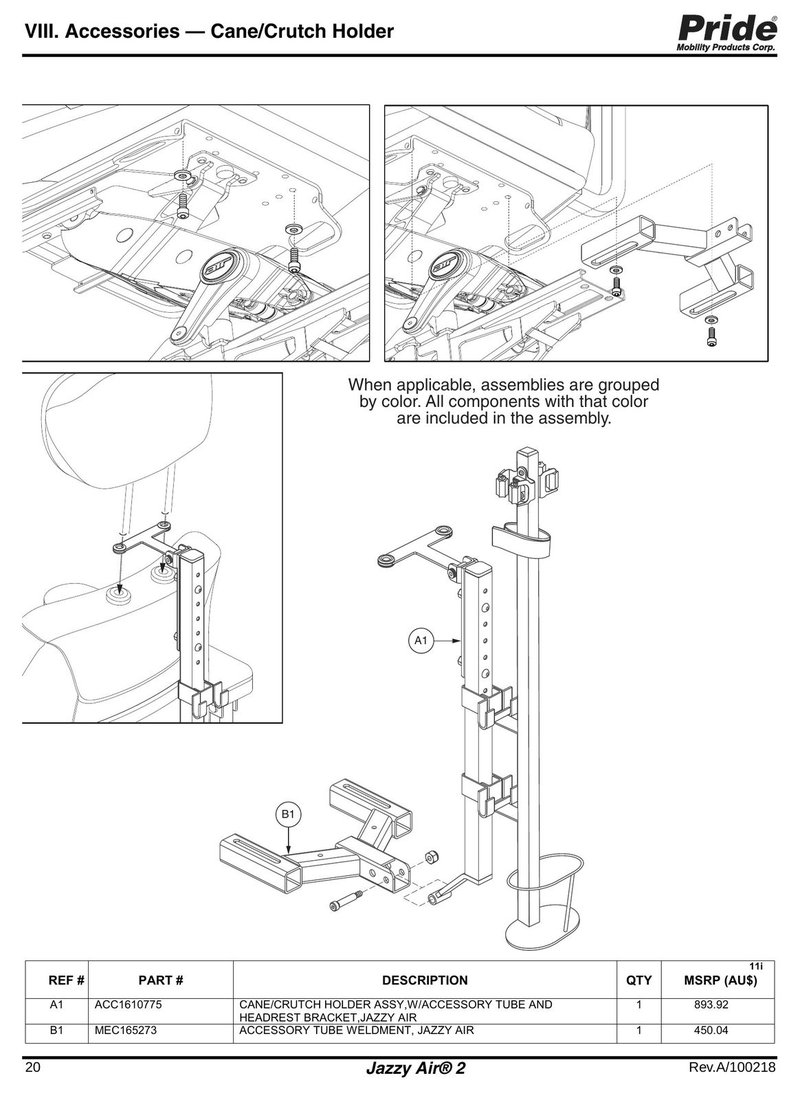 VIII. Accessories — Cane/Crutch Holder
Pride®
Mobility Products Corp.
When applicable, assemblies are grouped
by color. All components with that color
are included in the assembly.
A1
B1
11i
REF # PART # DESCRIPTION QTY MSRP (AU$)
A1 ACC1610775 CANE/CRUTCH HOLDER ASSY,W/ACCESSORY TUBE AND 1 893.92
HEADREST BRACKET,JAZZY AIR
B1 MEC165273 ACCESSORY TUBE WELDMENT, JAZZY AIR 1 450.04
20 Jazzy Air® 2 Rev.A/100218